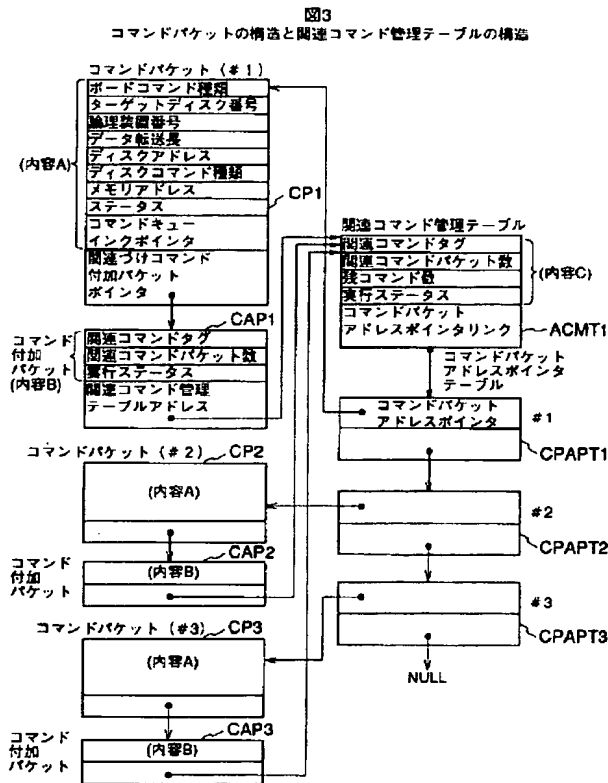 図3
コマンドパケットの構造と関連コマンド管理テーブルの構造
コマンドパケット (#1)
ボードコマンド種類
ターゲットディスク番号
論理装置番号
データ転送長
(内容A)
ディスクアドレス
ディスクコマンド種類
メモリアドレス
ステータス
CP1
コマンドキュー
インクポインタ
関連づけコマンド
付加パケット
ポインタ
CAP1
コマンド
付加
パケット
(内容B)
関連コマンドタグ
関連コマンドパケット数
実行ステータス
関連コマンド管理
テーブルアドレス
関連コマンド管理テーブル
関連コマンドタグ
関連コマンドパケット数
残コマンド数
実行ステータス
(内容C)
コマンドパケット
アドレスポインタリンク
ACMT1
コマンドパケット
アドレスポインタ
テーブル
コマンドパケット
アドレスポインタ
#1
CPAPT1
コマンドパケット (#2)
CP2
(内容A)
#2
CPAPT2
CAP2
コマンド
付加
パケット
(内容B)
#3
CPAPT3
NULL
コマンドパケット (#3)
CP3
(内容A)
CAP3
コマンド
付加
パケット
(内容B)